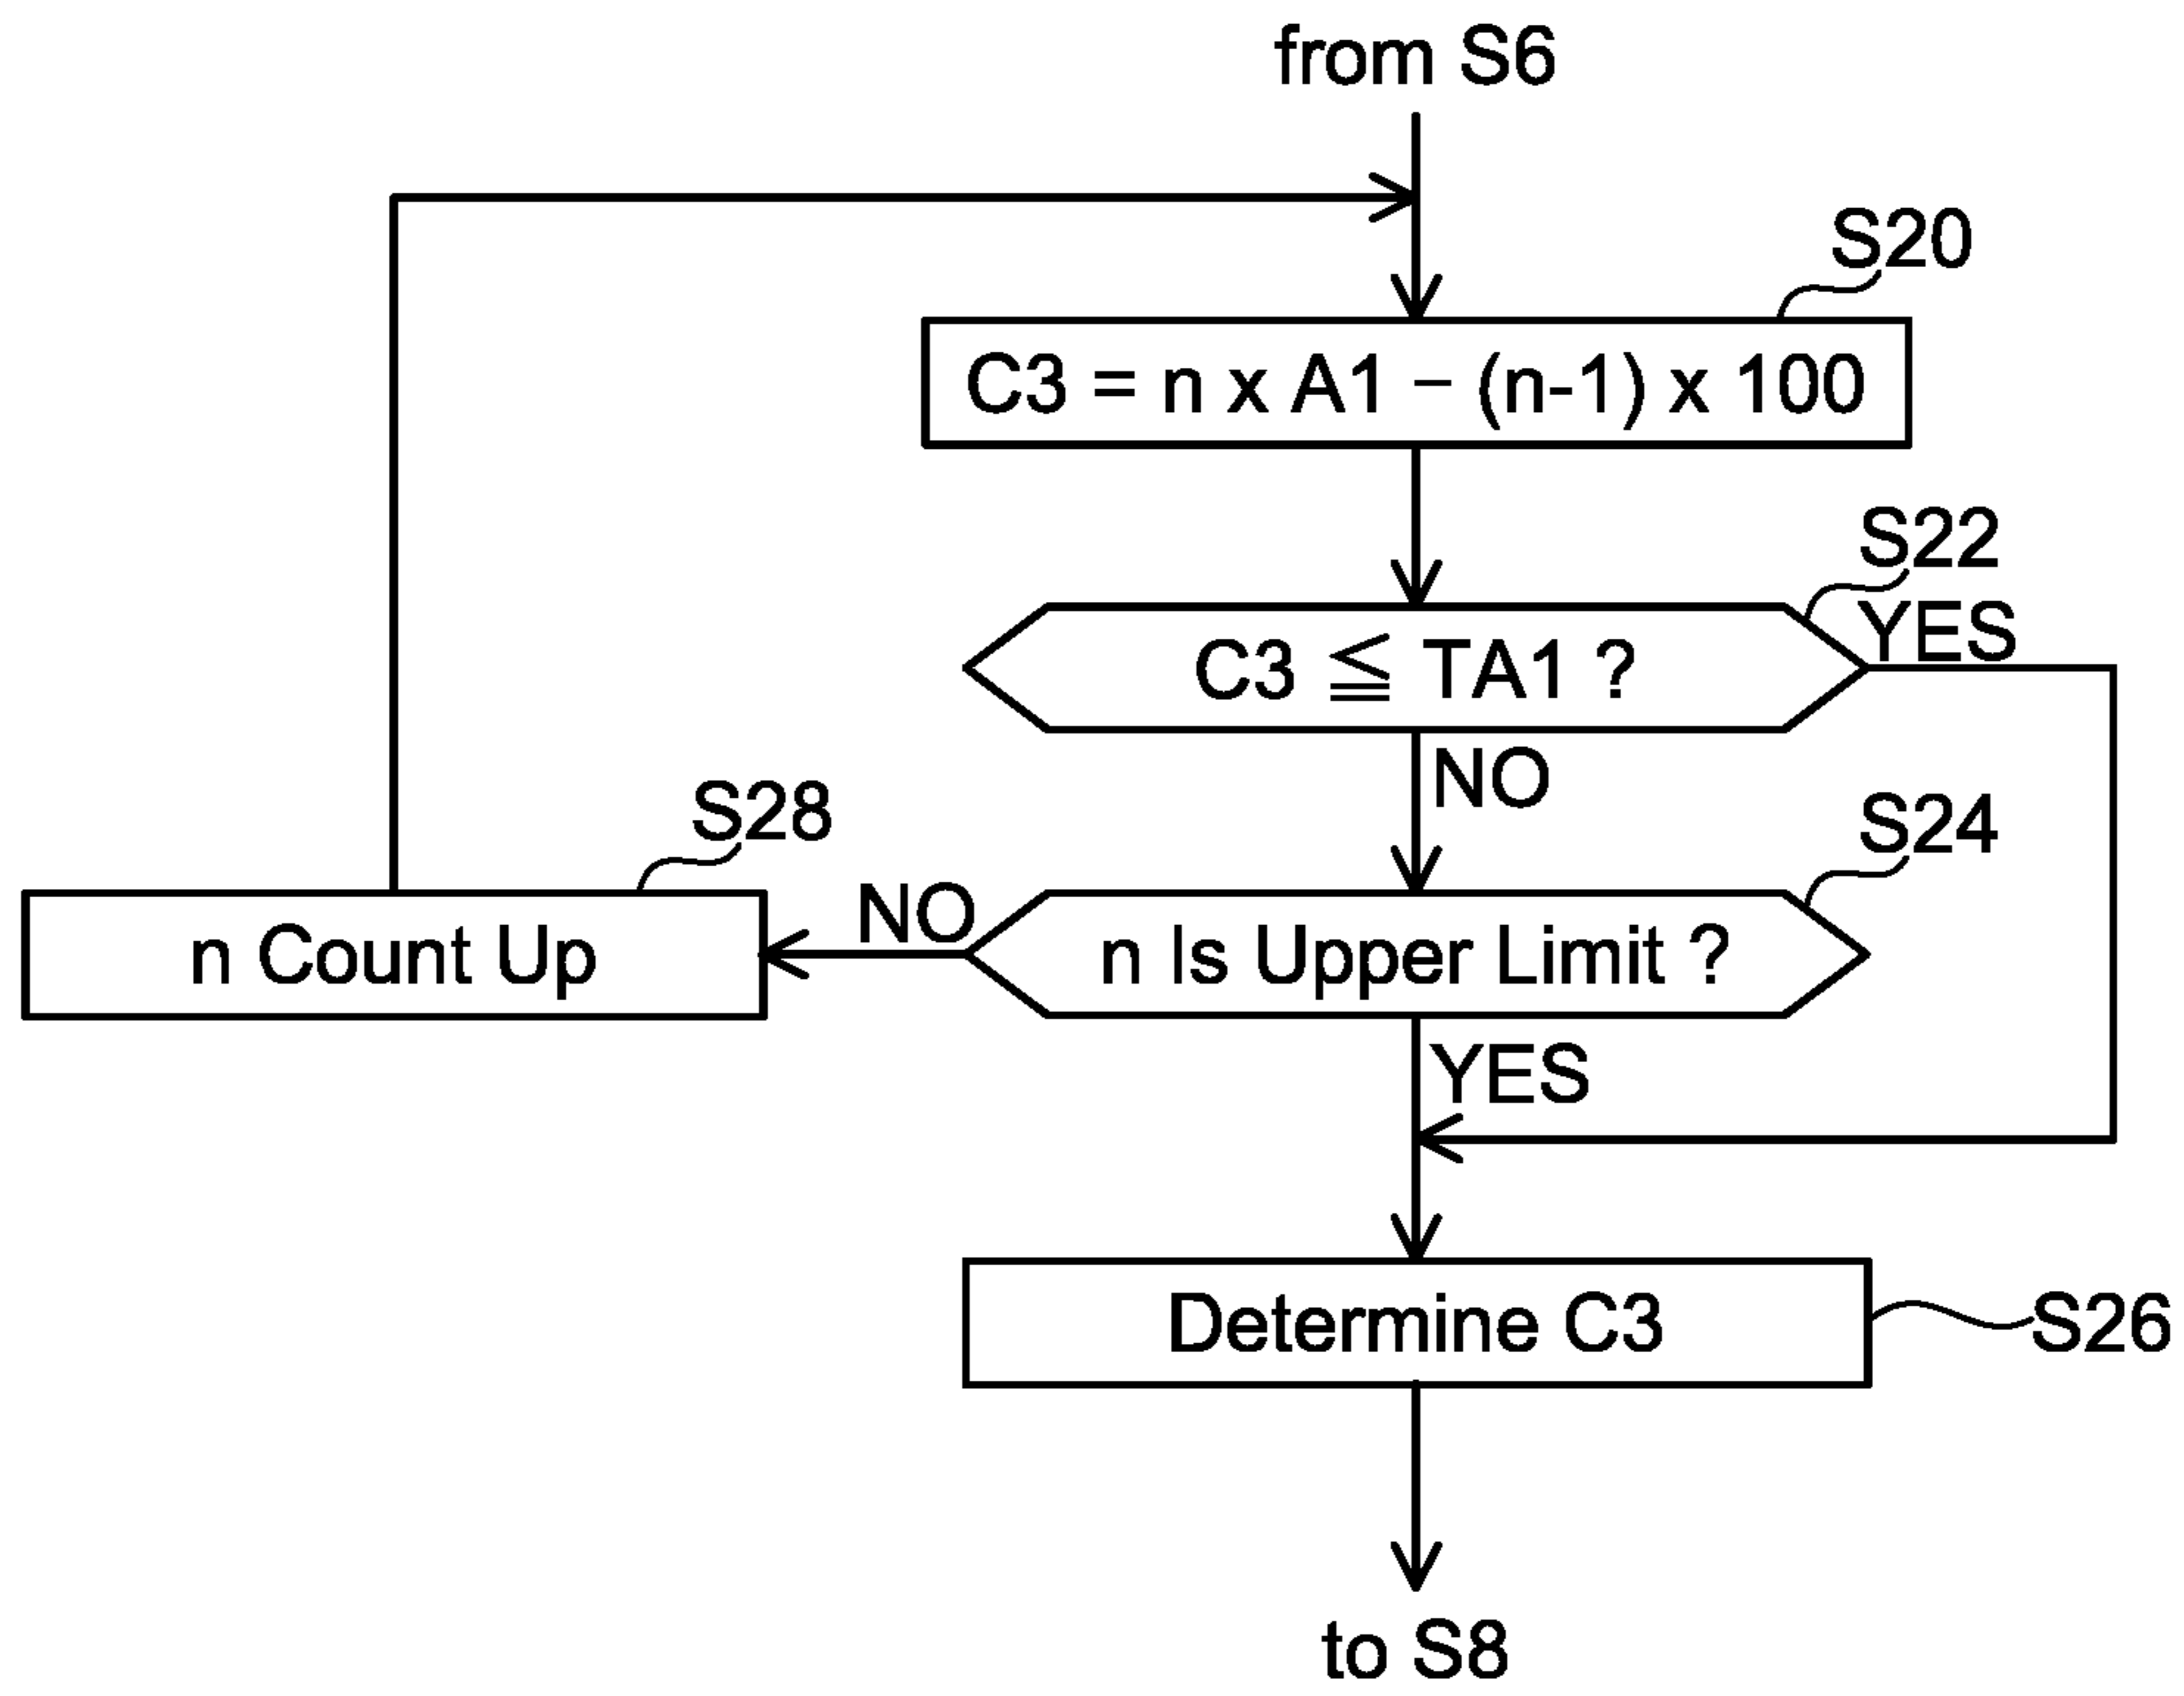 from S6
S20
C3 = n x A1 − (n-1) x 100
S22
YES
C3 ≦ TA1 ?
NO
S28
S24
NO
n Count Up
n Is Upper Limit ?
YES
Determine C3
S26
to S8